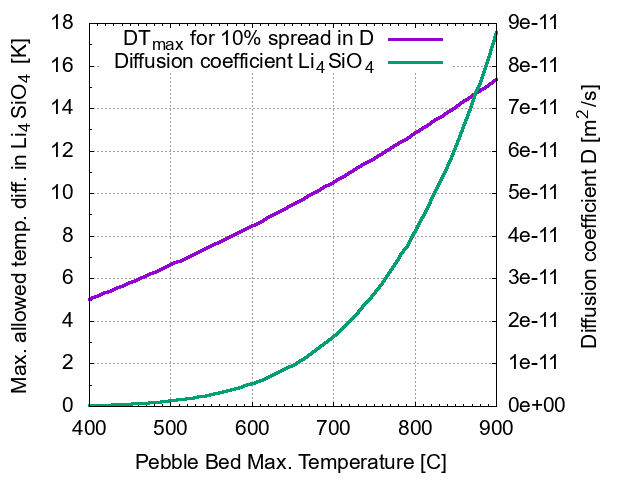 DTmax for 10% spread in D
Diffusion coefficient Li4SiO4
Max. allowed temp. diff. in Li4SiO4 [K]
18
16
14
12
10
8
6
4
2
0
9e-11
8e-11
7e-11
6e-11
5e-11
4e-11
3e-11
2e-11
1e-11
0e+00
Diffusion coefficient D [m2/s]
400 500 600 700 800 900
Pebble Bed Max. Temperature [C]